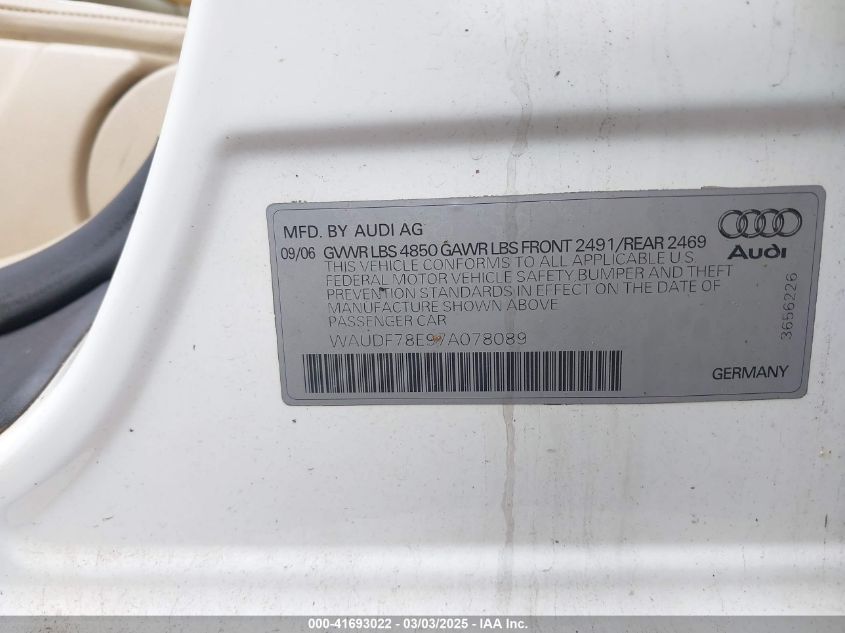 MFD. BY AUDI AG
09/06 GVWR LBS 4850 GAWR LBS FRONT 2491/REAR 2469
THIS VEHICLE CONFORMS TO ALL APPLICABLE U.S.
FEDERAL MOTOR VEHICLE SAFETY, BUMPER AND THEFT
PREVENTION STANDARDS IN EFFECT ON THE DATE OF
MANUFACTURE SHOWN ABOVE
PASSENGER CAR
WAUDF78E97A078089
Audi
3656226
GERMANY
000-41693022 - 03/03/2025 - IAA Inc.